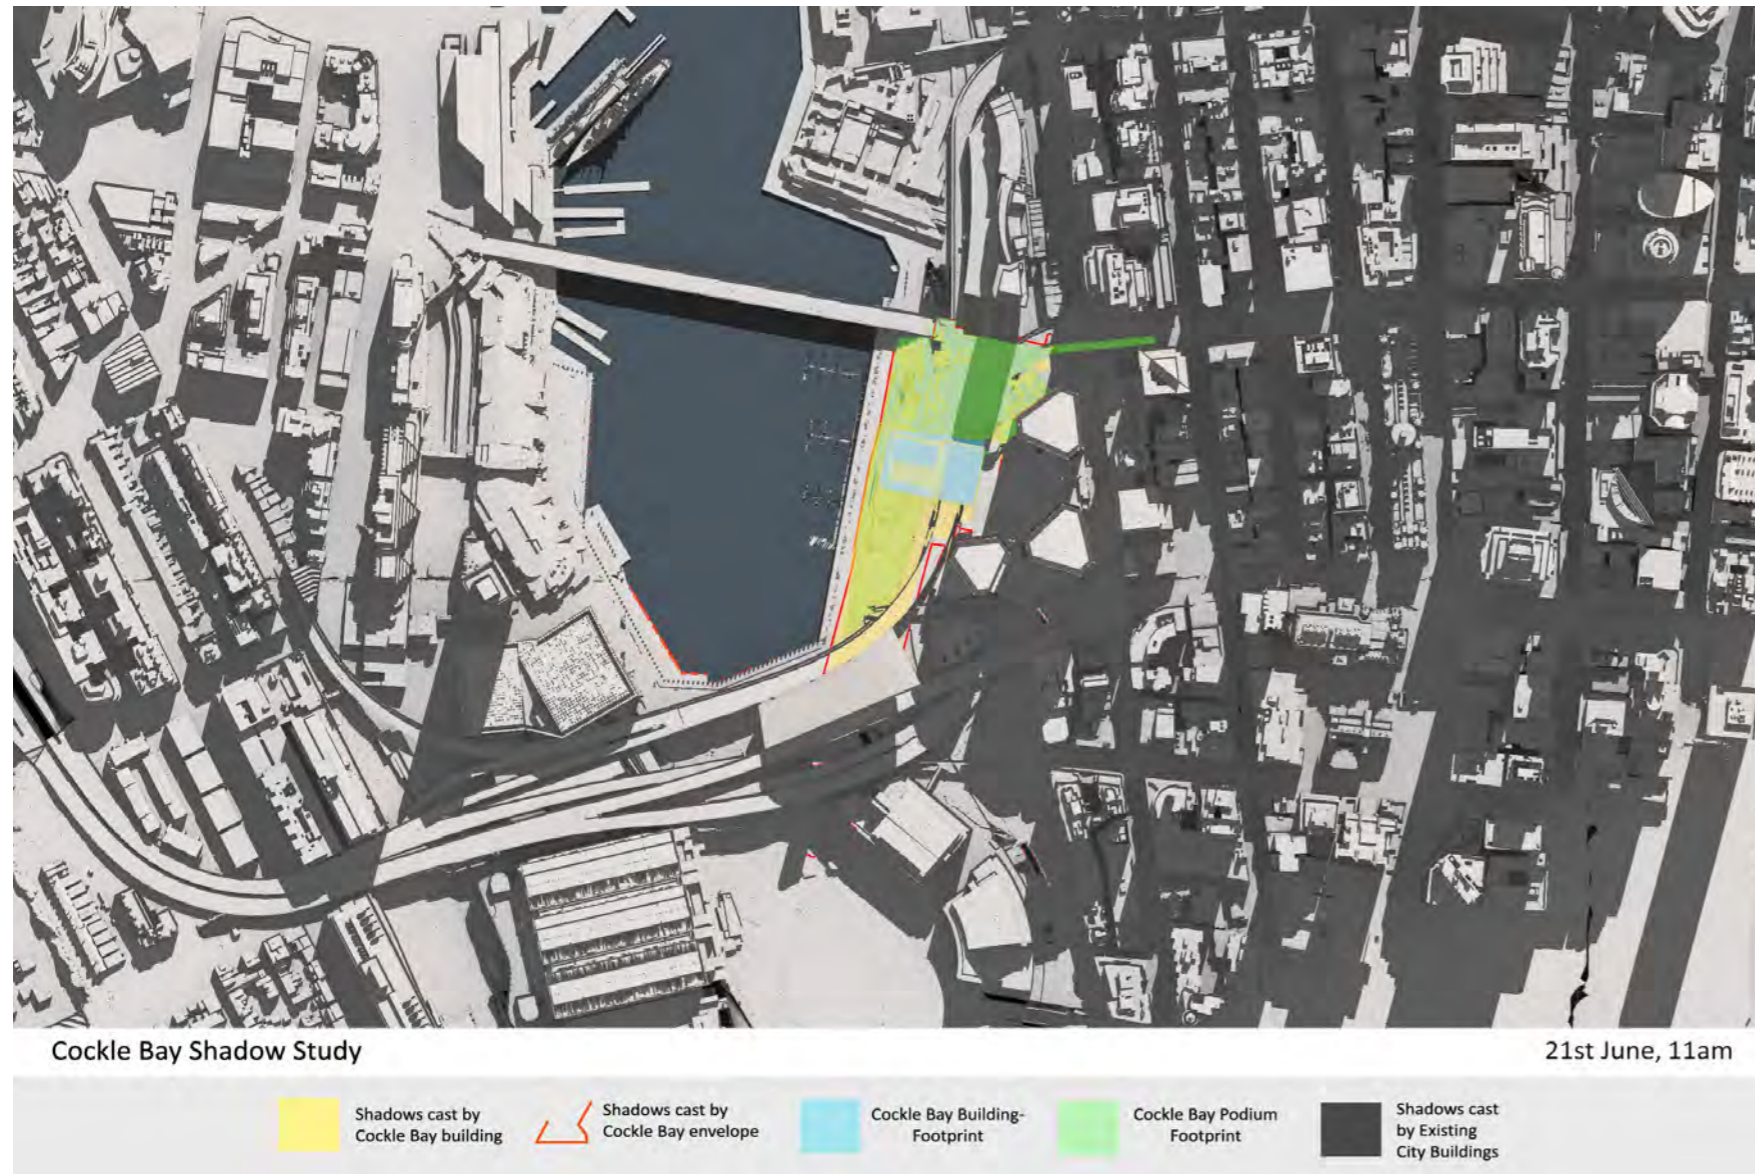 Cockle Bay Shadow Study
21st June, 11am
Shadows cast by
Cockle Bay building
Shadows cast by
Cockle Bay envelope
Cockle Bay Building-
Footprint
Cockle Bay Podium
Footprint
Shadows cast
by Existing
City Buildings